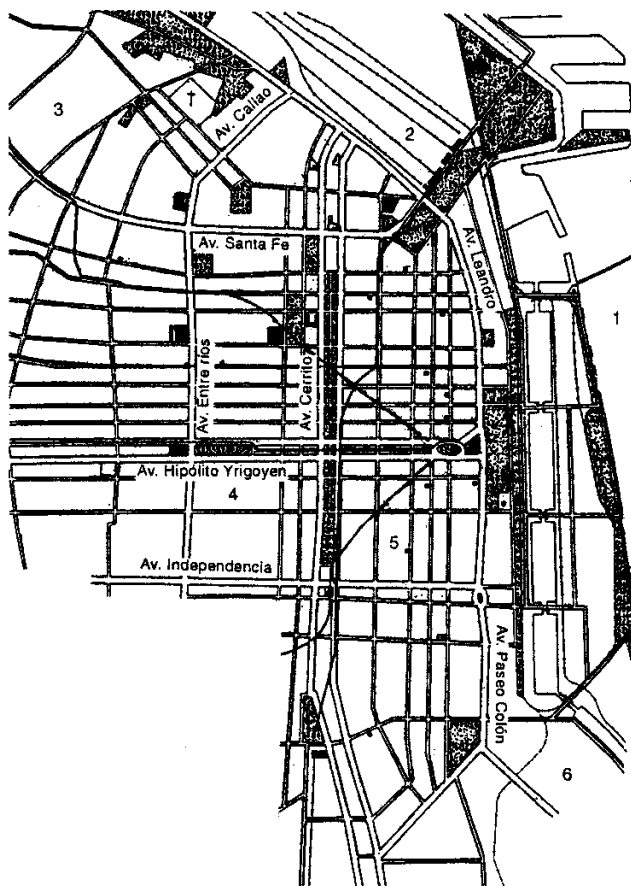 3
†
Av. Callao
2
Av. Santa Fe
Av. Leandro
1
Av. Entre ríos
Av. Cerrito
Av. Hipólito Yrigoyen
4
5
Av. Independencia
Av. Paseo Colón
6